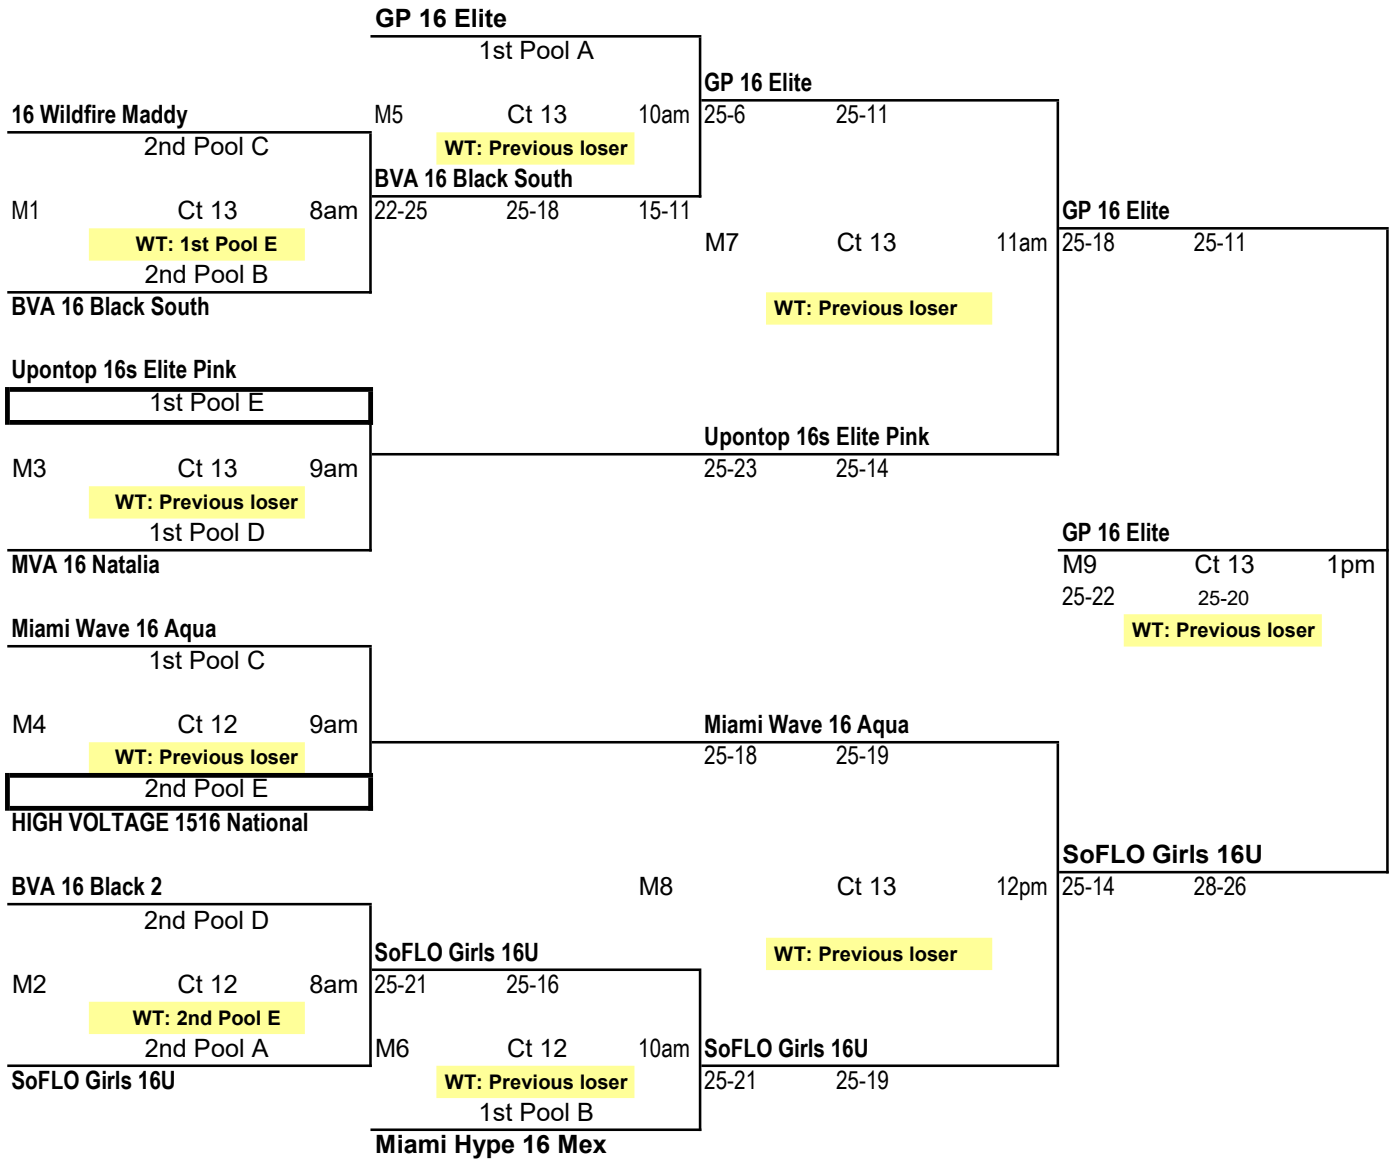 GP 16 Elite
1st Pool A
GP 16 Elite
16 Wildfire Maddy M5 Ct 13 10am 25-6 25-11
2nd Pool C WT: Previous loser
BVA 16 Black South
M1 Ct 13 8am 22-25 25-18 15-11 GP 16 Elite
WT: 1st Pool E M7 Ct 13 11am 25-18 25-11
2nd Pool B
BVA 16 Black South WT: Previous loser
Upontop 16s Elite Pink
1st Pool E
Upontop 16s Elite Pink
M3 Ct 13 9am 25-23 25-14
WT: Previous loser
1st Pool D GP 16 Elite
MVA 16 Natalia M9 Ct 13 1pm
25-22 25-20
Miami Wave 16 Aqua WT: Previous loser
1st Pool C
M4 Ct 12 9am Miami Wave 16 Aqua
WT: Previous loser 25-18 25-19
2nd Pool E
HIGH VOLTAGE 1516 National
SoFLO Girls 16U
BVA 16 Black 2 M8 Ct 13 12pm 25-14 28-26
2nd Pool D
SoFLO Girls 16U WT: Previous loser
M2 Ct 12 8am 25-21 25-16
WT: 2nd Pool E
2nd Pool A M6 Ct 12 10am SoFLO Girls 16U
SoFLO Girls 16U WT: Previous loser 25-21 25-19
1st Pool B
Miami Hype 16 Mex